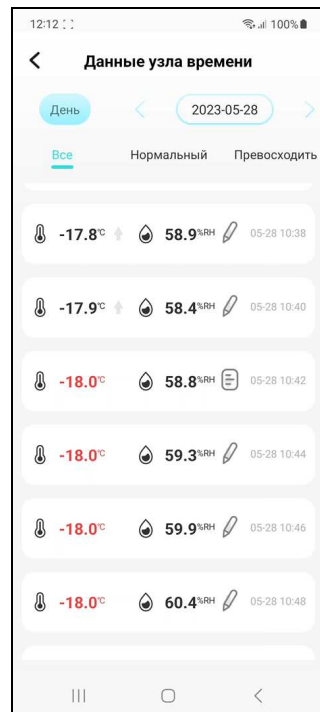 12:12 100%
Данные узла времени
День 2023-05-28
Все Нормальный Превосходить
-17.8℃ 58.9%RH 05-28 10:38
-17.9℃ 58.4%RH 05-28 10:40
-18.0℃ 58.8%RH 05-28 10:42
-18.0℃ 59.3%RH 05-28 10:44
-18.0℃ 59.9%RH 05-28 10:46
-18.0℃ 60.4%RH 05-28 10:48